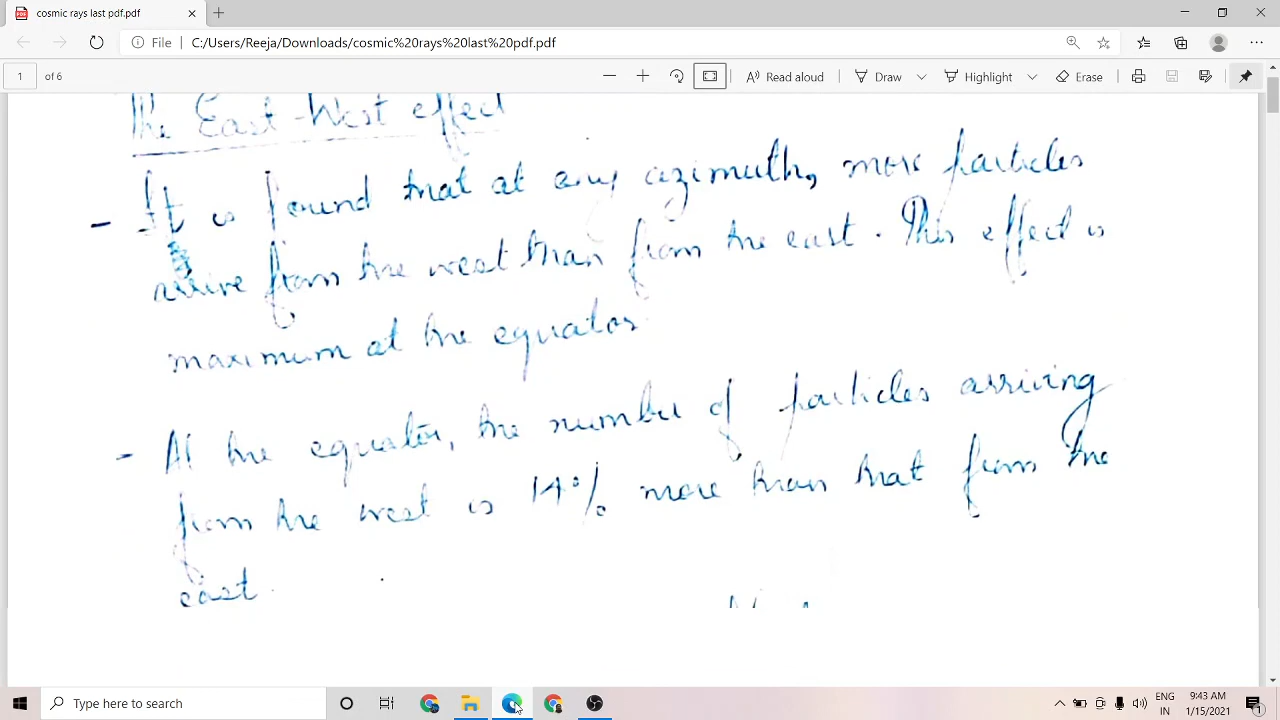 cosmic rays last pdf.pdf
File C:/Users/Reeja/Downloads/cosmic%20rays%20last%20pdf.pdf
1 of 6 Read aloud Draw Highlight Erase
The East-West effect
- It is found that at any azimuth, more particles
arrive from the west than from the east. This effect is
maximum at the equator
- At the equator, the number of particles arriving
from the west is 14% more than that from the
east.
Type here to search
ENG 9:43 AM
IN 1/15/2021